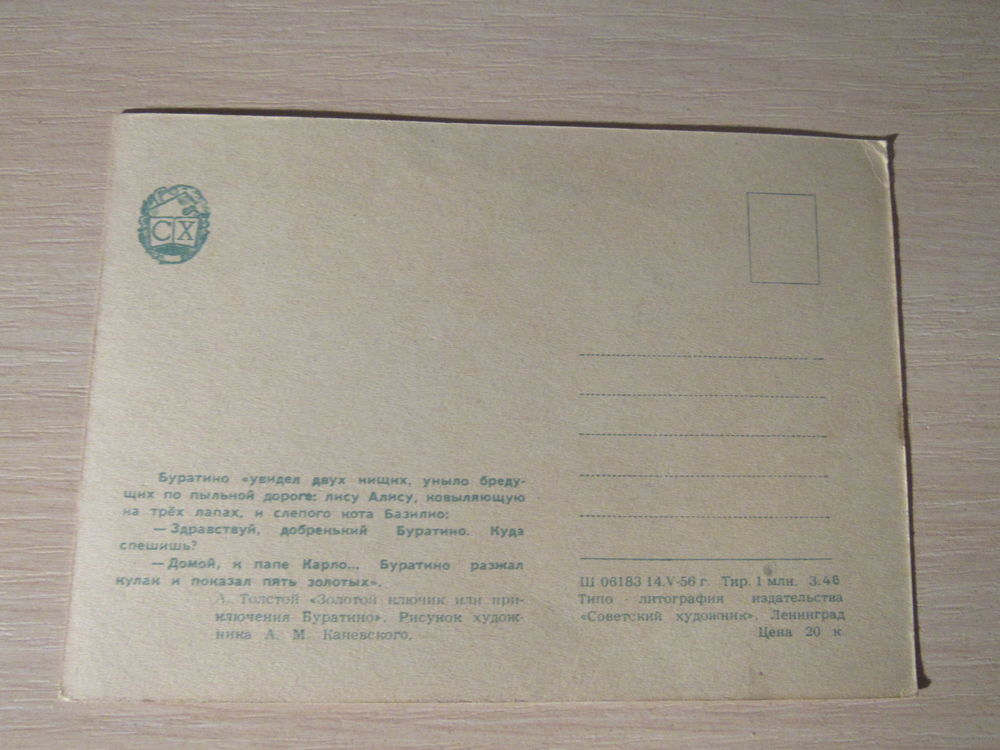 СХ
Буратино «увидел двух нищих, уныло бреду-
щих по пыльной дороге: лису Алису, ковыляющую
на трёх лапах, и слепого кота Базилио:
— Здравствуй, добренький Буратино. Куда
спешишь?
— Домой, к папе Карло... Буратино разжал
кулак и показал пять золотых».
А. Толстой «Золотой ключик или при-
ключения Буратино». Рисунок худож-
ника А. М. Каневского.
Ш 06183 14.V-56 г. Тир. 1 млн. З.48
Типо - литография издательства
«Советский художник», Ленинград
Цена 20 к.